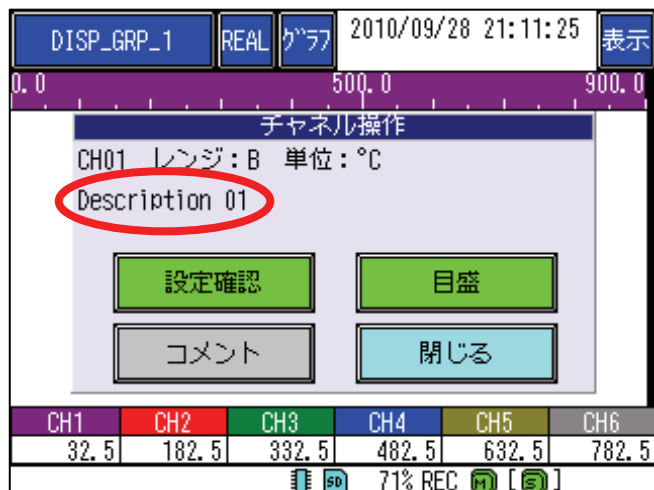 DISP_GRP_1 REAL グラフ 2010/09/28 21:11:25 表示
0.0 500.0 900.0
チャネル操作
CH01 レンジ:B 単位:°C
Description 01
設定確認 目盛
コメント 閉じる
CH1 CH2 CH3 CH4 CH5 CH6
32.5 182.5 332.5 482.5 632.5 782.5
SD 71% REC M [S]